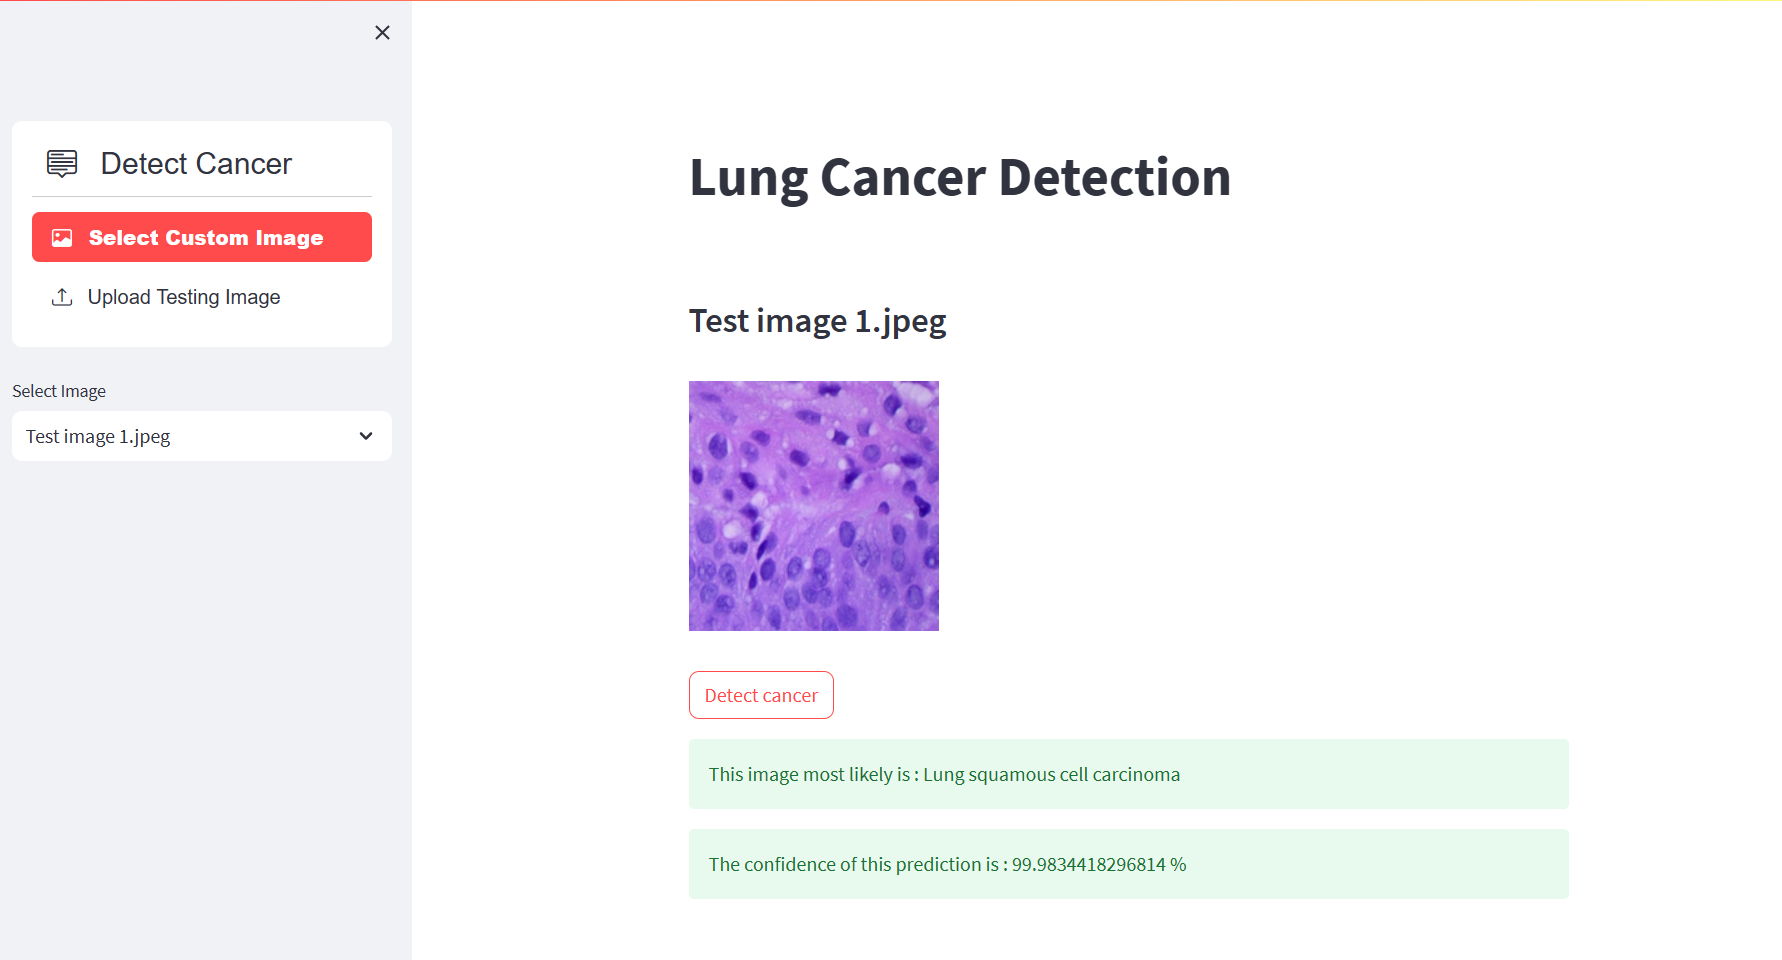 Detect Cancer
Select Custom Image
Upload Testing Image
Select Image
Test image 1.jpeg
Lung Cancer Detection
Test image 1.jpeg
Detect cancer
This image most likely is : Lung squamous cell carcinoma
The confidence of this prediction is : 99.9834418296814 %